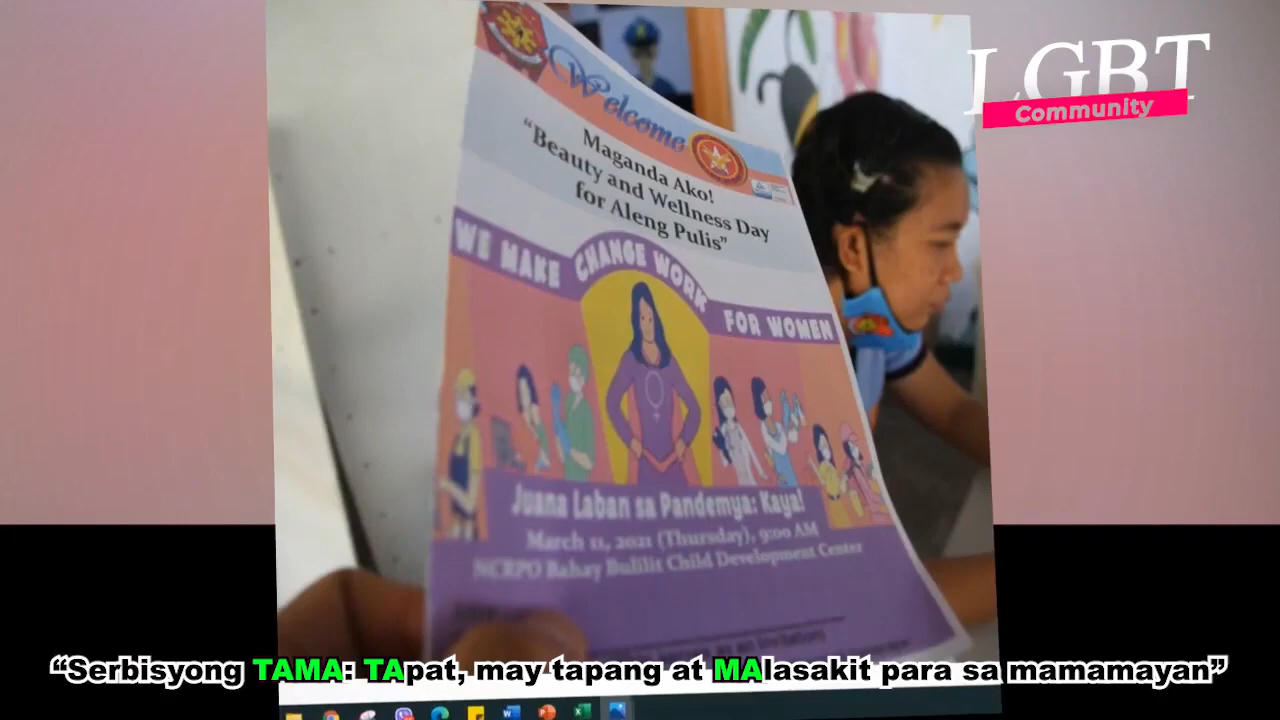 LGBT
Community
Welcome
Maganda Ako!
"Beauty and Wellness Day
for Aleng Pulis"
WE MAKE CHANGE WORK FOR WOMEN
Juana Laban sa Pandemya: Kaya!
March 11, 2021 (Thursday), 9:00 AM
NCRPO Bahay Bulilit Child Development Center
“Serbisyong TAMA: TApat, may tapang at MAlasakit para sa mamamayan”